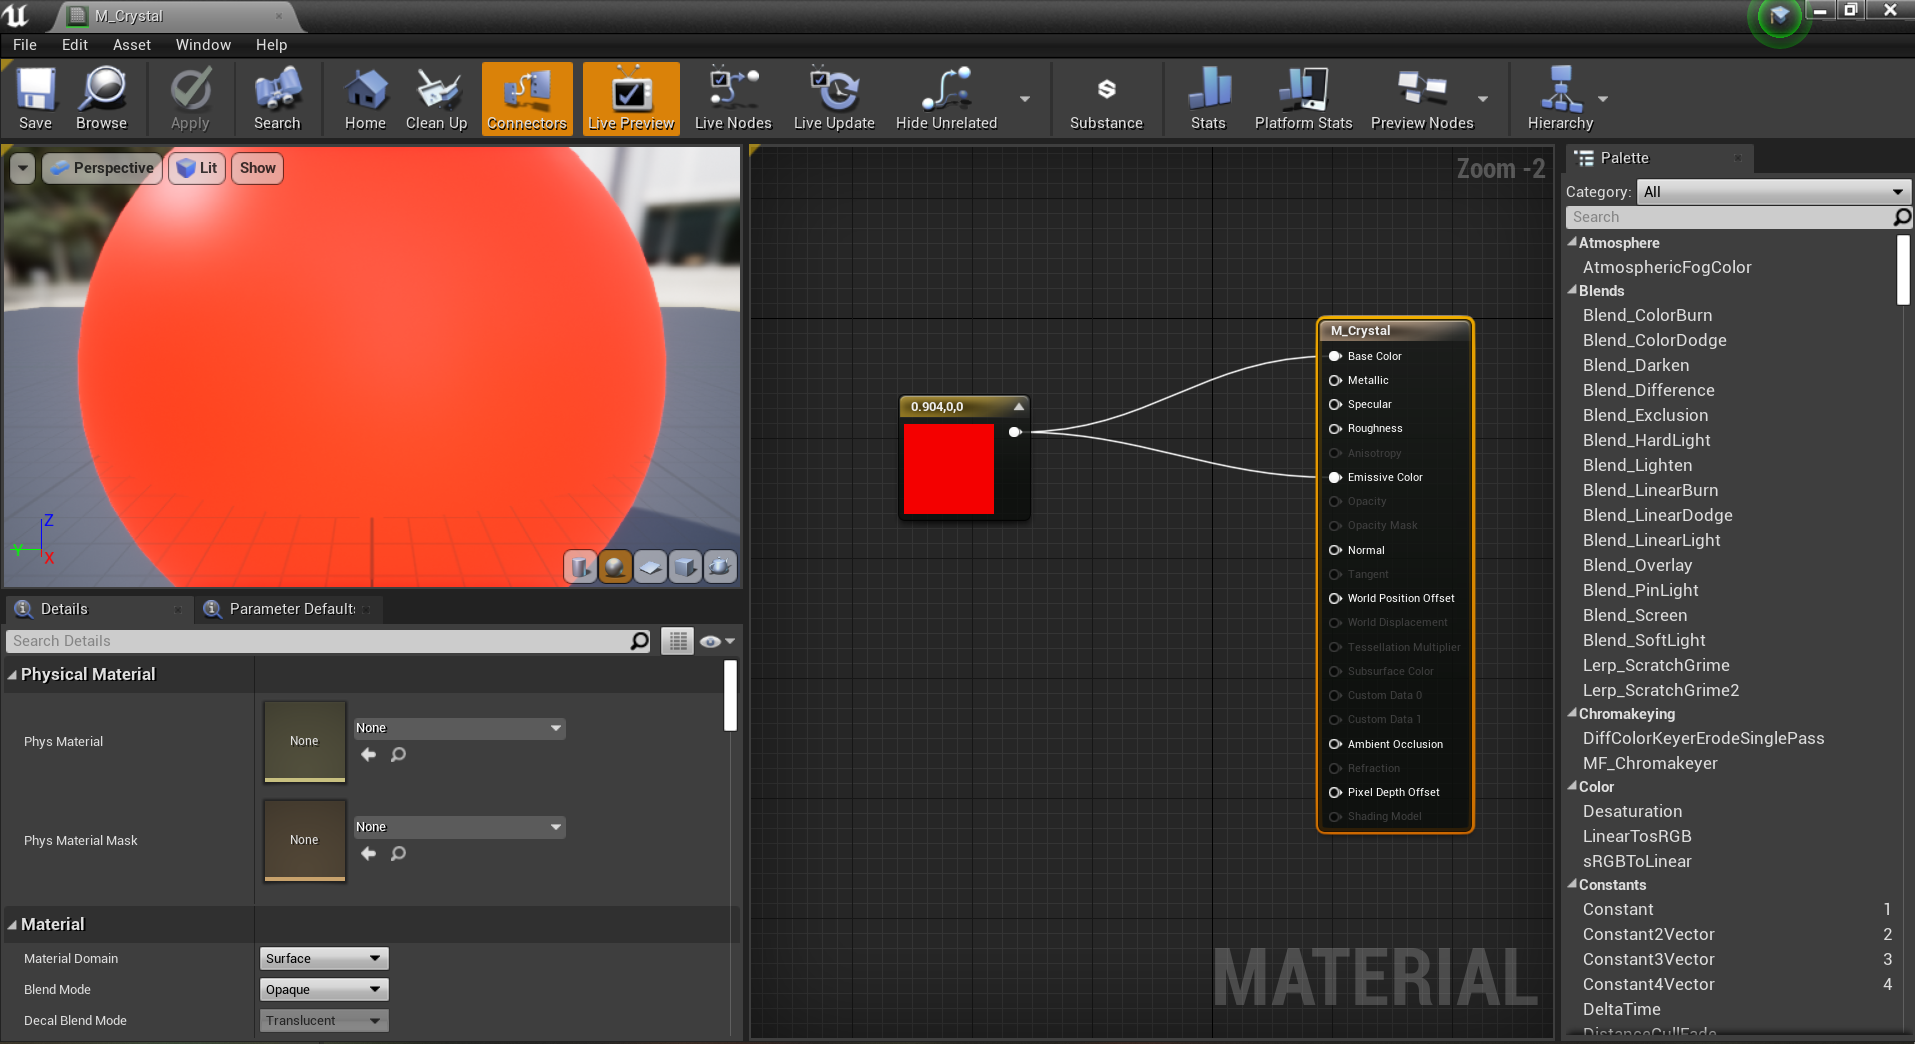 M_Crystal
File Edit Asset Window Help
Save Browse Apply Search Home Clean Up Connectors Live Preview Live Nodes Live Update Hide Unrelated Substance Stats Platform Stats Preview Nodes Hierarchy
Perspective Lit Show
Z
Y
X
Details Parameter Default
Search Details
Physical Material
Phys Material None None
Phys Material Mask None None
Material
Material Domain Surface
Blend Mode Opaque
Decal Blend Mode Translucent
Zoom -2
0.904,0,0
M_Crystal
Base Color
Metallic
Specular
Roughness
Anisotropy
Emissive Color
Opacity
Opacity Mask
Normal
Tangent
World Position Offset
World Displacement
Tessellation Multiplier
Subsurface Color
Custom Data 0
Custom Data 1
Ambient Occlusion
Refraction
Pixel Depth Offset
Shading Model
MATERIAL
Palette
Category: All
Search
Atmosphere
AtmosphericFogColor
Blends
Blend_ColorBurn
Blend_ColorDodge
Blend_Darken
Blend_Difference
Blend_Exclusion
Blend_HardLight
Blend_Lighten
Blend_LinearBurn
Blend_LinearDodge
Blend_LinearLight
Blend_Overlay
Blend_PinLight
Blend_Screen
Blend_SoftLight
Lerp_ScratchGrime
Lerp_ScratchGrime2
Chromakeying
DiffColorKeyerErodeSinglePass
MF_Chromakeyer
Color
Desaturation
LinearTosRGB
sRGBToLinear
Constants
Constant 1
Constant2Vector 2
Constant3Vector 3
Constant4Vector 4
DeltaTime
DistanceCullFade